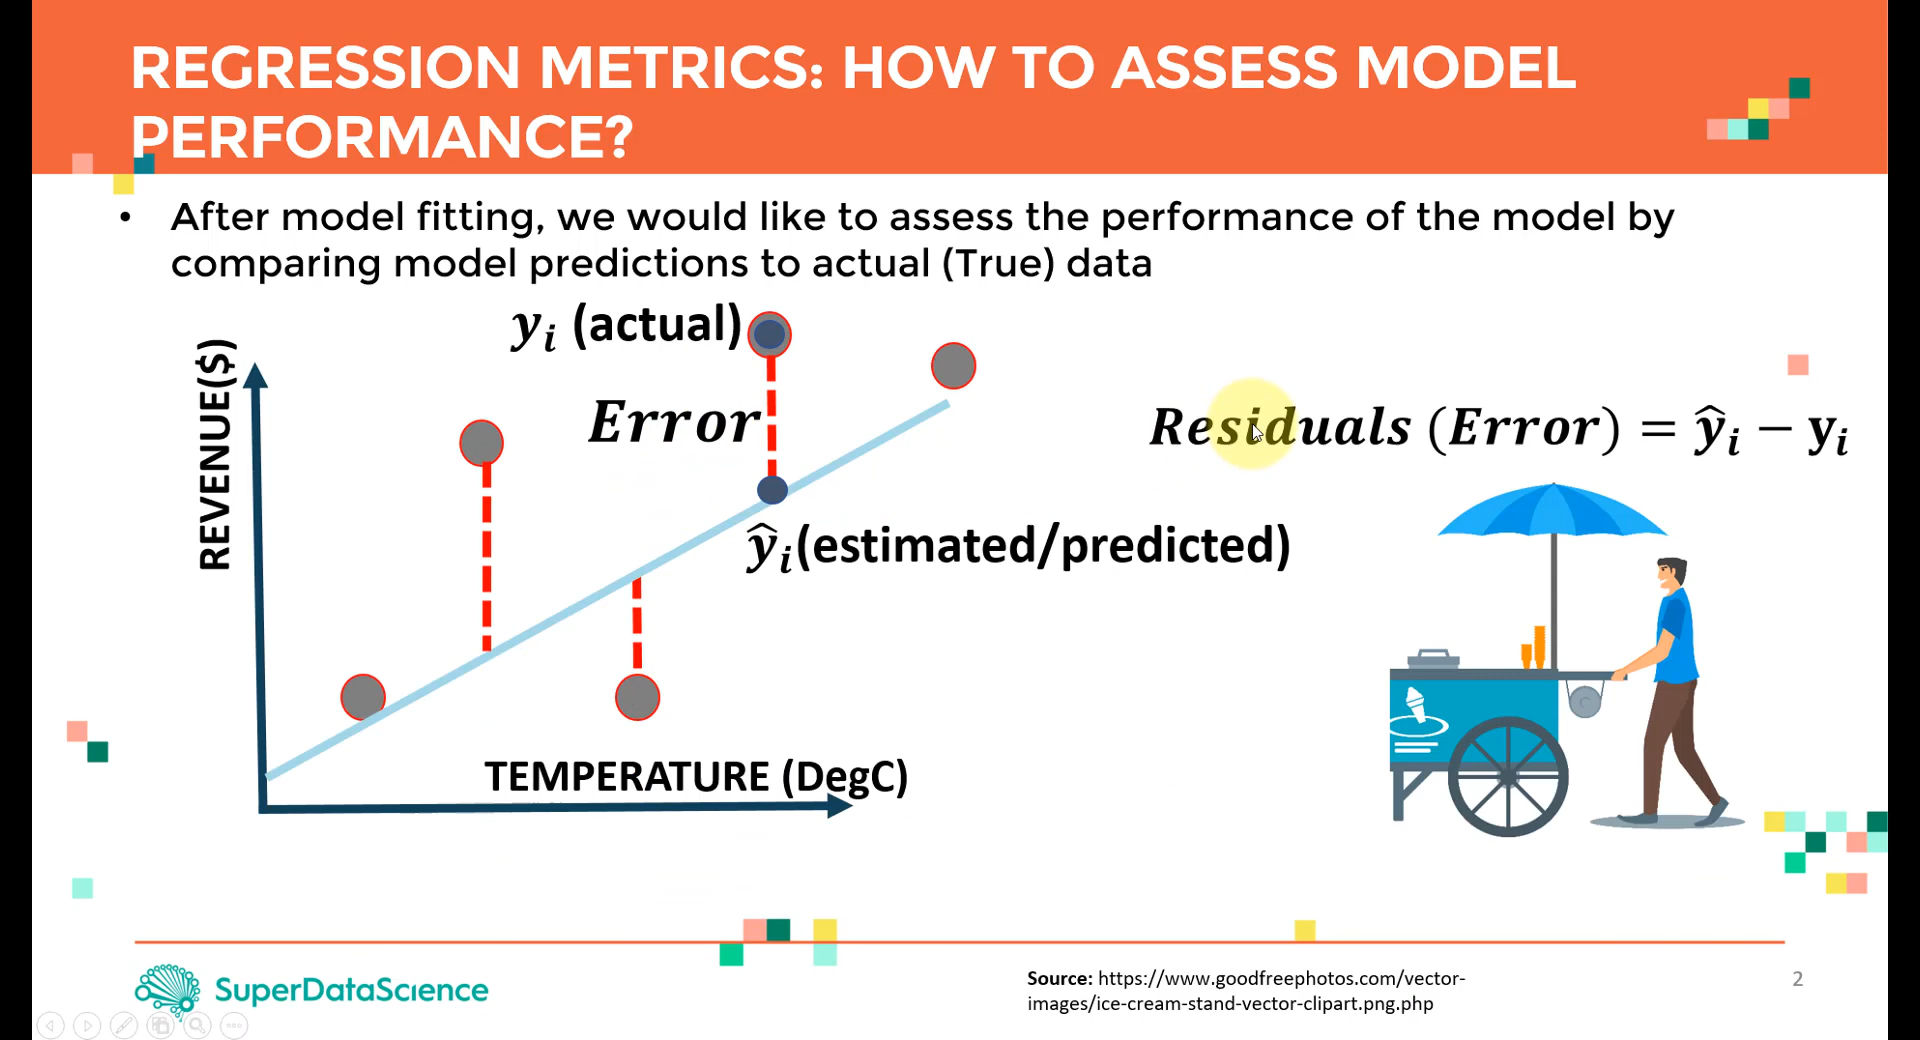 REGRESSION METRICS: HOW TO ASSESS MODEL
PERFORMANCE?
• After model fitting, we would like to assess the performance of the model by
comparing model predictions to actual (True) data
yᵢ (actual)
REVENUE($)
Error
Residuals (Error) = ŷᵢ − yᵢ
ŷᵢ(estimated/predicted)
TEMPERATURE (DegC)
SuperDataScience
Source: https://www.goodfreephotos.com/vector-
images/ice-cream-stand-vector-clipart.png.php
2